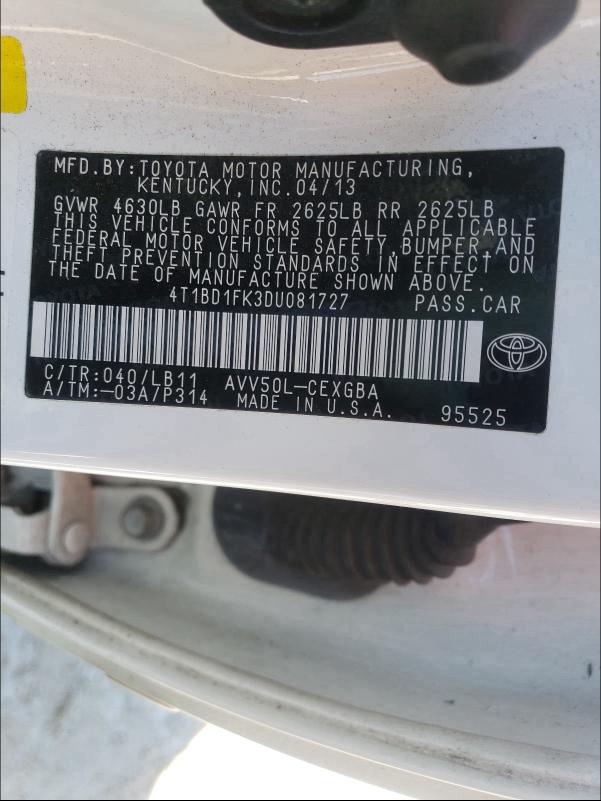 MFD.BY:TOYOTA MOTOR MANUFACTURING,
KENTUCKY, INC. 04/13
GVWR 4630LB GAWR FR 2625LB RR 2625LB
THIS VEHICLE CONFORMS TO ALL APPLICABLE
FEDERAL MOTOR VEHICLE SAFETY, BUMPER, AND
THEFT PREVENTION STANDARDS IN EFFECT ON
THE DATE OF MANUFACTURE SHOWN ABOVE.
4T1BD1FK3DU081727 PASS.CAR
C/TR:040/LB11 AVV50L-CEXGBA
A/TM:-03A/P314 MADE IN U.S.A. 95525